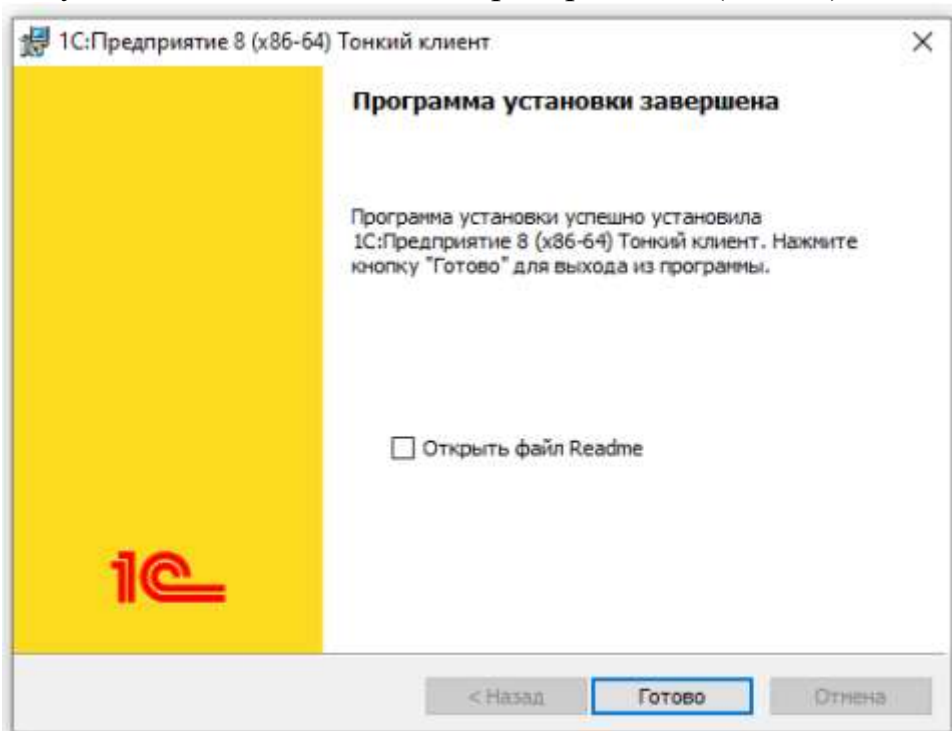 1С:Предприятие 8 (x86-64) Тонкий клиент
Программа установки завершена
Программа установки успешно установила
1С:Предприятие 8 (x86-64) Тонкий клиент. Нажмите
кнопку "Готово" для выхода из программы.
Открыть файл Readme
1С
< Назад Готово Отмена